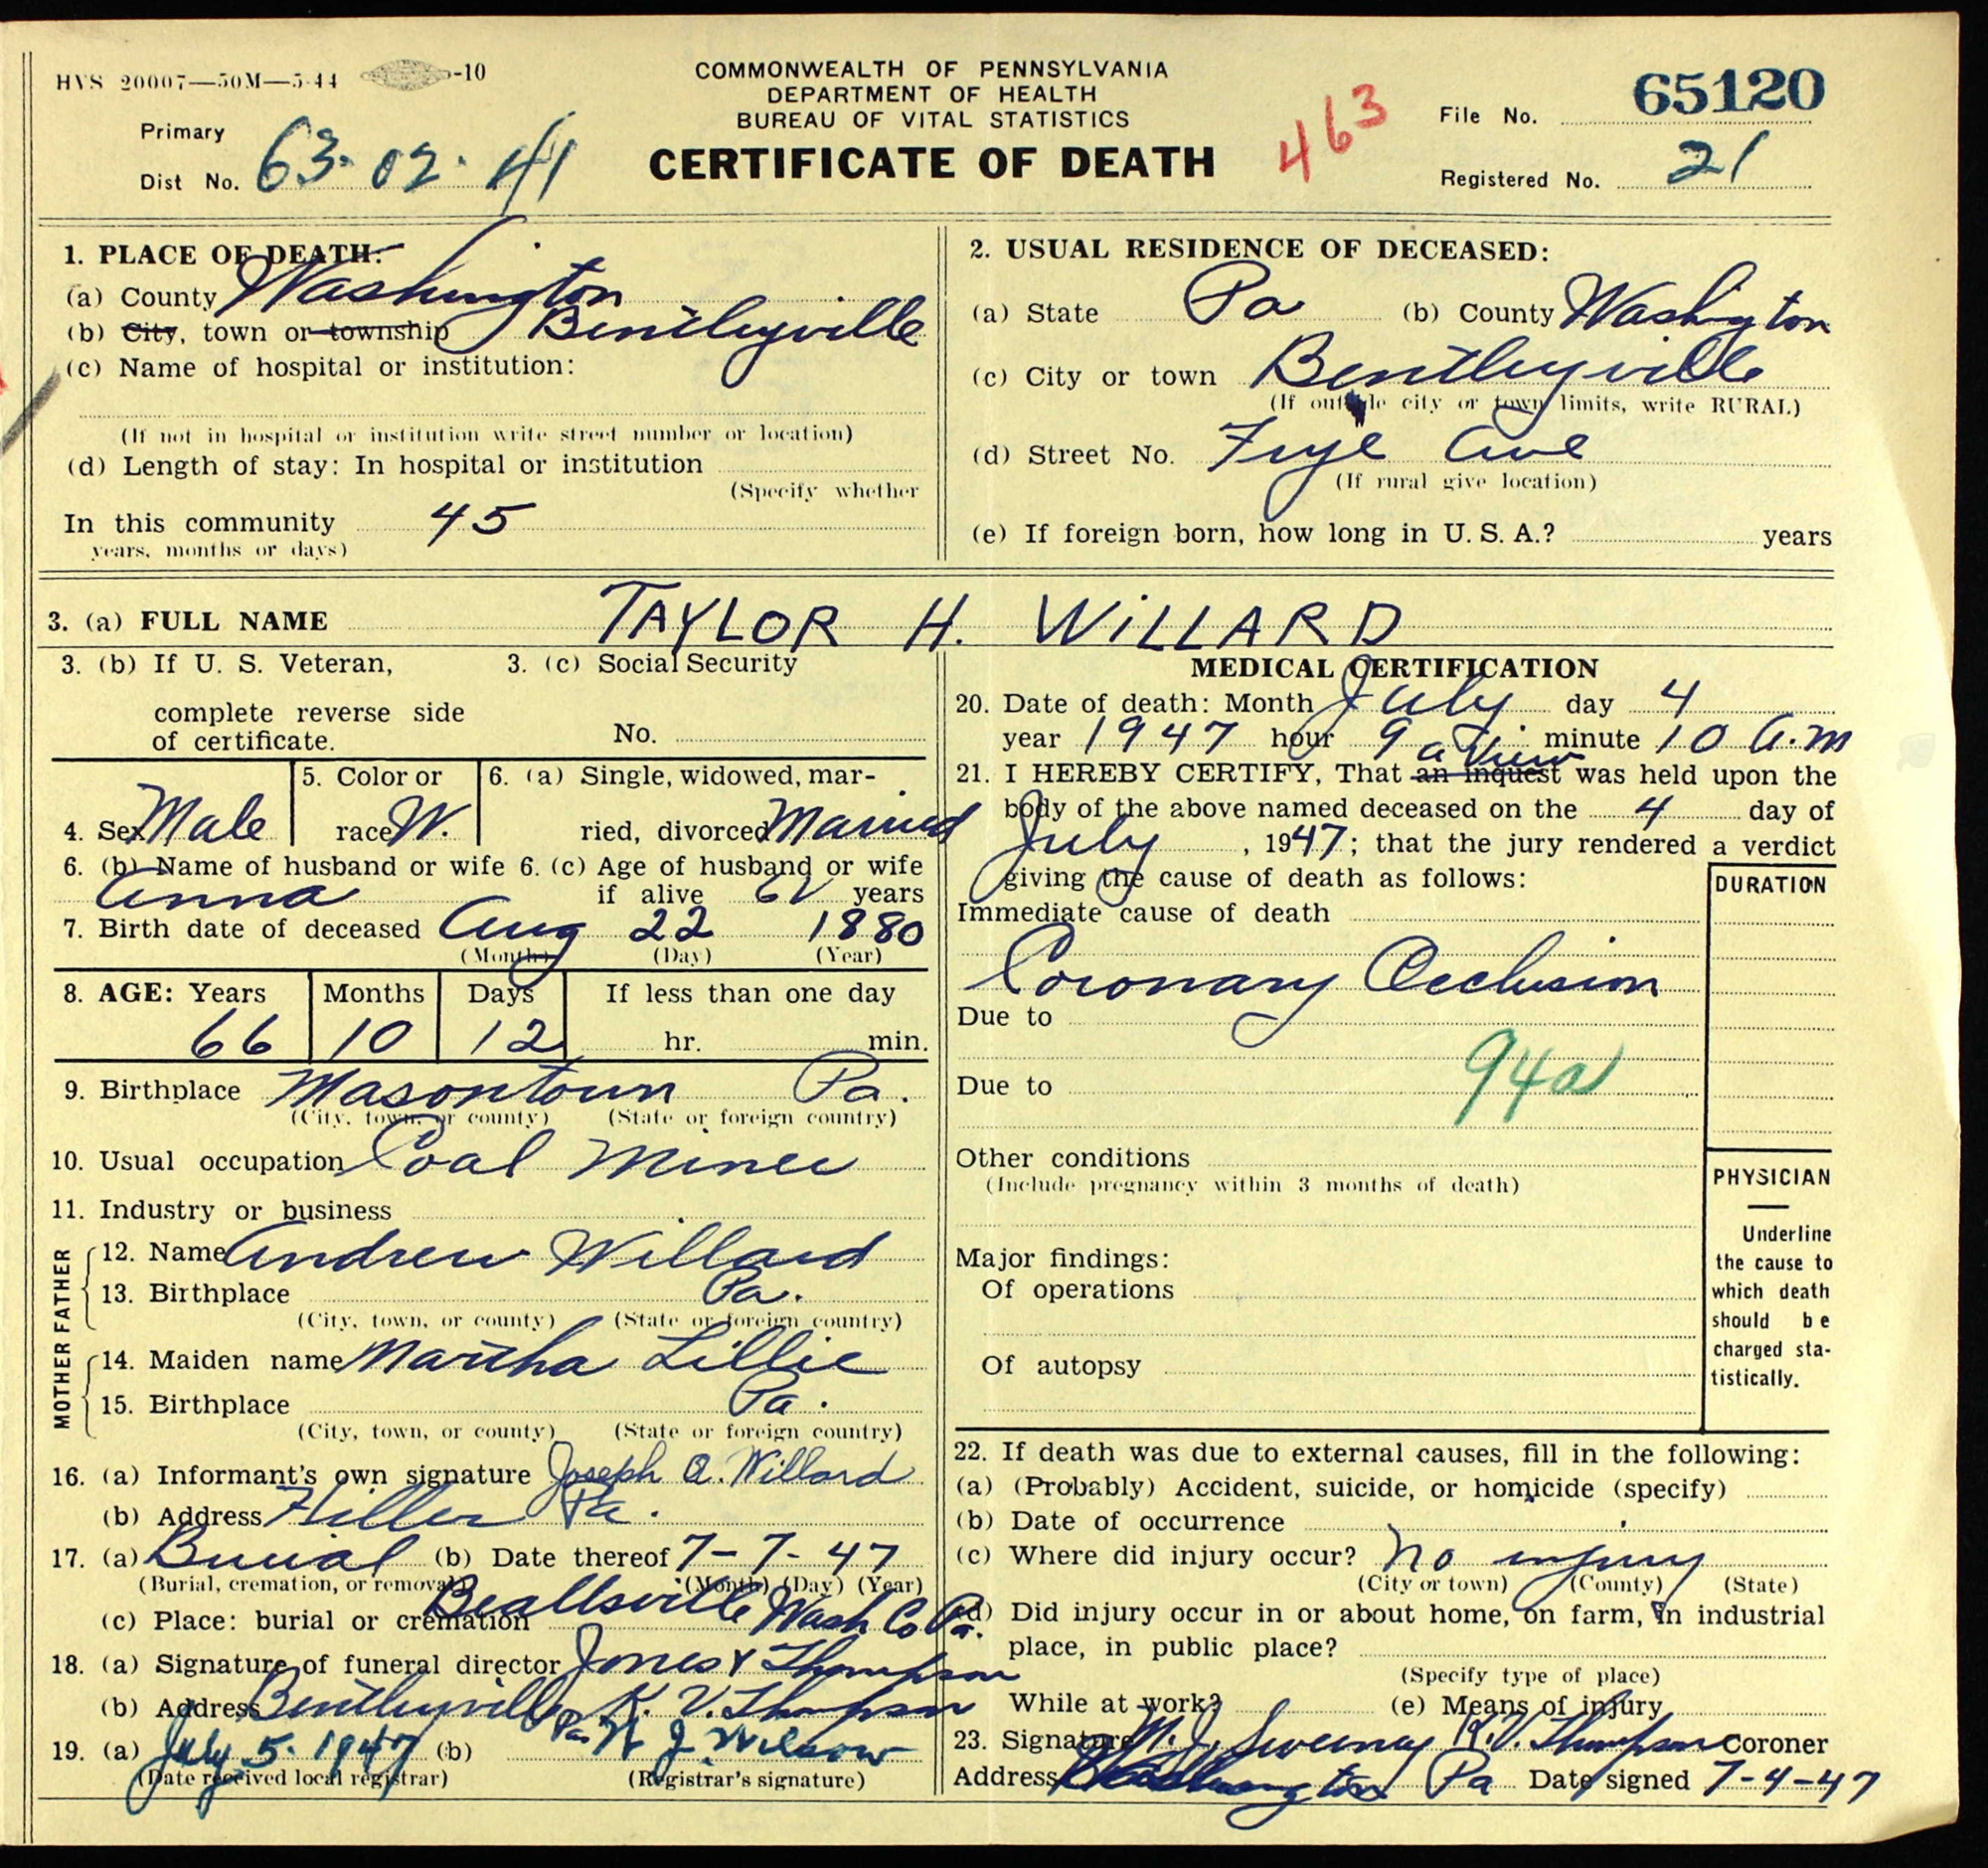 HVS 20007—50M—5-44 -10
COMMONWEALTH OF PENNSYLVANIA
DEPARTMENT OF HEALTH
BUREAU OF VITAL STATISTICS
CERTIFICATE OF DEATH
Primary
Dist No. 63-02-41
463
File No. 65120
Registered No. 21
1. PLACE OF DEATH:
(a) County Washington
(b) City, town or township Bentleyville
(c) Name of hospital or institution:
(If not in hospital or institution write street number or location)
(d) Length of stay: In hospital or institution
(Specify whether
In this community 45
years, months or days)
2. USUAL RESIDENCE OF DECEASED:
(a) State Pa (b) County Washington
(c) City or town Bentleyville
(If outside city or town limits, write RURAL)
(d) Street No. Frye Ave
(If rural give location)
(e) If foreign born, how long in U. S. A.? years
3. (a) FULL NAME TAYLOR H. WILLARD
3. (b) If U. S. Veteran,
complete reverse side
of certificate.
3. (c) Social Security
No.
4. Sex Male
5. Color or
race W.
6. (a) Single, widowed, mar-
ried, divorced Married
6. (b) Name of husband or wife
Anna
6. (c) Age of husband or wife
if alive 62 years
7. Birth date of deceased Aug 22 1880
(Month) (Day) (Year)
8. AGE: Years Months Days If less than one day
66 10 12 hr. min.
9. Birthplace Masontown Pa.
(City, town, or county) (State or foreign country)
10. Usual occupation Coal Miner
11. Industry or business
FATHER
12. Name Andrew Willard
13. Birthplace Pa.
(City, town, or county) (State or foreign country)
MOTHER
14. Maiden name Martha Lillie
15. Birthplace Pa.
(City, town, or county) (State or foreign country)
16. (a) Informant's own signature Joseph A. Willard
(b) Address Hiller Pa.
17. (a) Burial (b) Date thereof 7-7-47
(Burial, cremation, or removal) (Month) (Day) (Year)
(c) Place: burial or cremation Beallsville Wash Co Pa.
18. (a) Signature of funeral director Jones & Thompson
(b) Address Bentleyville Pa. K. V. Thompson
19. (a) July 5. 1947 (b) N J. Wilson
(Date received local registrar) (Registrar's signature)
MEDICAL CERTIFICATION
20. Date of death: Month July day 4
year 1947 hour 9 minute 10 A.M
a View
21. I HEREBY CERTIFY, That an inquest was held upon the
body of the above named deceased on the 4 day of
July, 1947; that the jury rendered a verdict
giving the cause of death as follows:
DURATION
Immediate cause of death
Coronary Occlusion
Due to
94a
Due to
Other conditions
(Include pregnancy within 3 months of death)
Major findings:
Of operations
Of autopsy
PHYSICIAN
Underline
the cause to
which death
should be
charged sta-
tistically.
22. If death was due to external causes, fill in the following:
(a) (Probably) Accident, suicide, or homicide (specify)
(b) Date of occurrence
(c) Where did injury occur? No injury
(City or town) (County) (State)
(d) Did injury occur in or about home, on farm, in industrial
place, in public place?
(Specify type of place)
While at work? (e) Means of injury
23. Signature M. J. Sweeney K. V. Thompson Coroner
Address Washington Pa Date signed 7-4-47